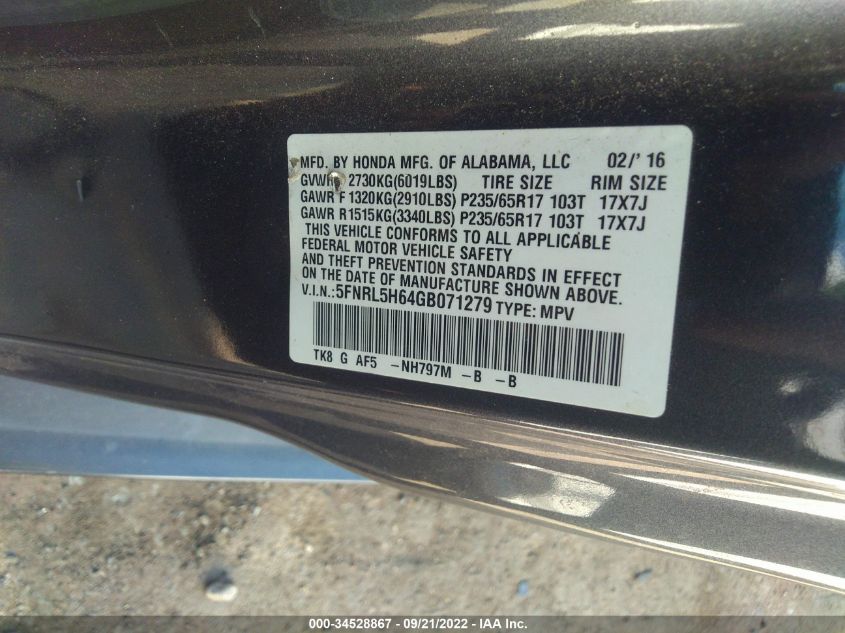 MFD. BY HONDA MFG. OF ALABAMA, LLC 02/'16
GVWR 2730KG(6019LBS) TIRE SIZE RIM SIZE
GAWR F 1320KG(2910LBS) P235/65R17 103T 17X7J
GAWR R1515KG(3340LBS) P235/65R17 103T 17X7J
THIS VEHICLE CONFORMS TO ALL APPLICABLE
FEDERAL MOTOR VEHICLE SAFETY
AND THEFT PREVENTION STANDARDS IN EFFECT
ON THE DATE OF MANUFACTURE SHOWN ABOVE.
V.I.N.:5FNRL5H64GB071279 TYPE: MPV
TK8 G AF5 -NH797M -B -B
000-34528867 - 09/21/2022 - IAA Inc.